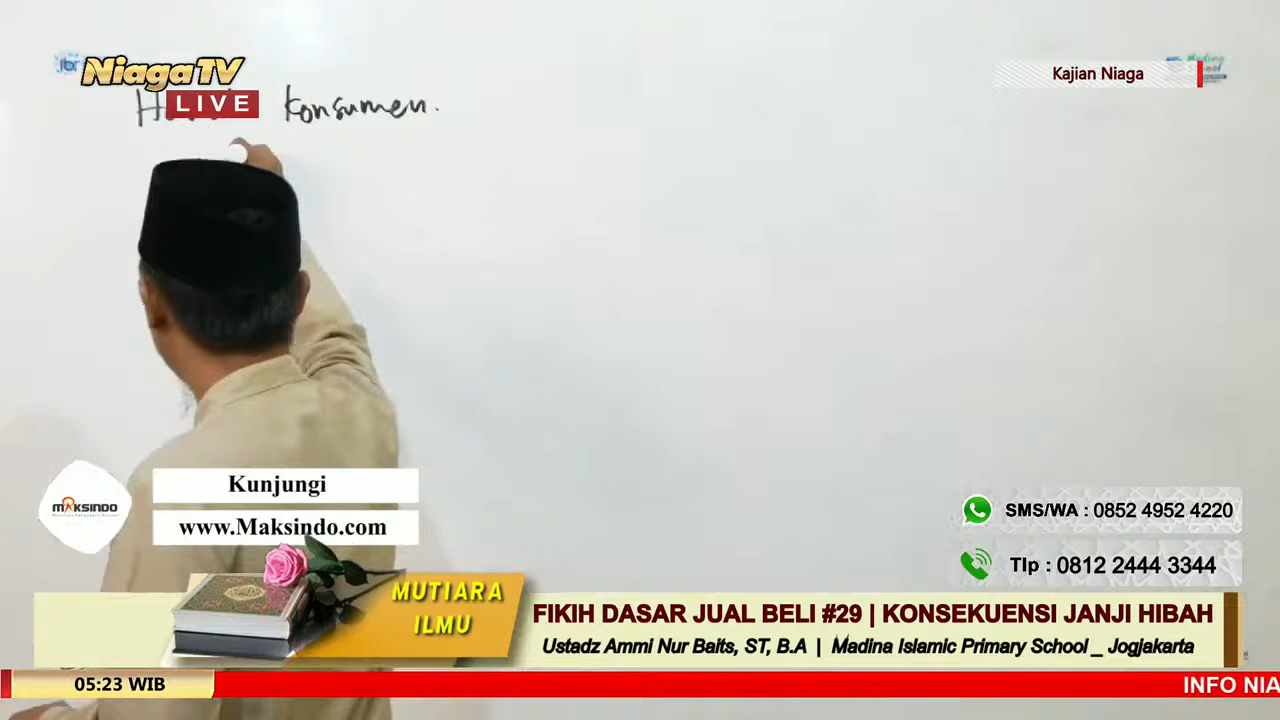 NiagaTV
LIVE
Kajian Niaga
konsumen.
MAKSINDO
Kunjungi
www.Maksindo.com
SMS/WA : 0852 4952 4220
Tlp : 0812 2444 3344
MUTIARA
ILMU
FIKIH DASAR JUAL BELI #29 | KONSEKUENSI JANJI HIBAH
Ustadz Ammi Nur Baits, ST, B.A | Madina Islamic Primary School _ Jogjakarta
05:23 WIB
INFO NIA